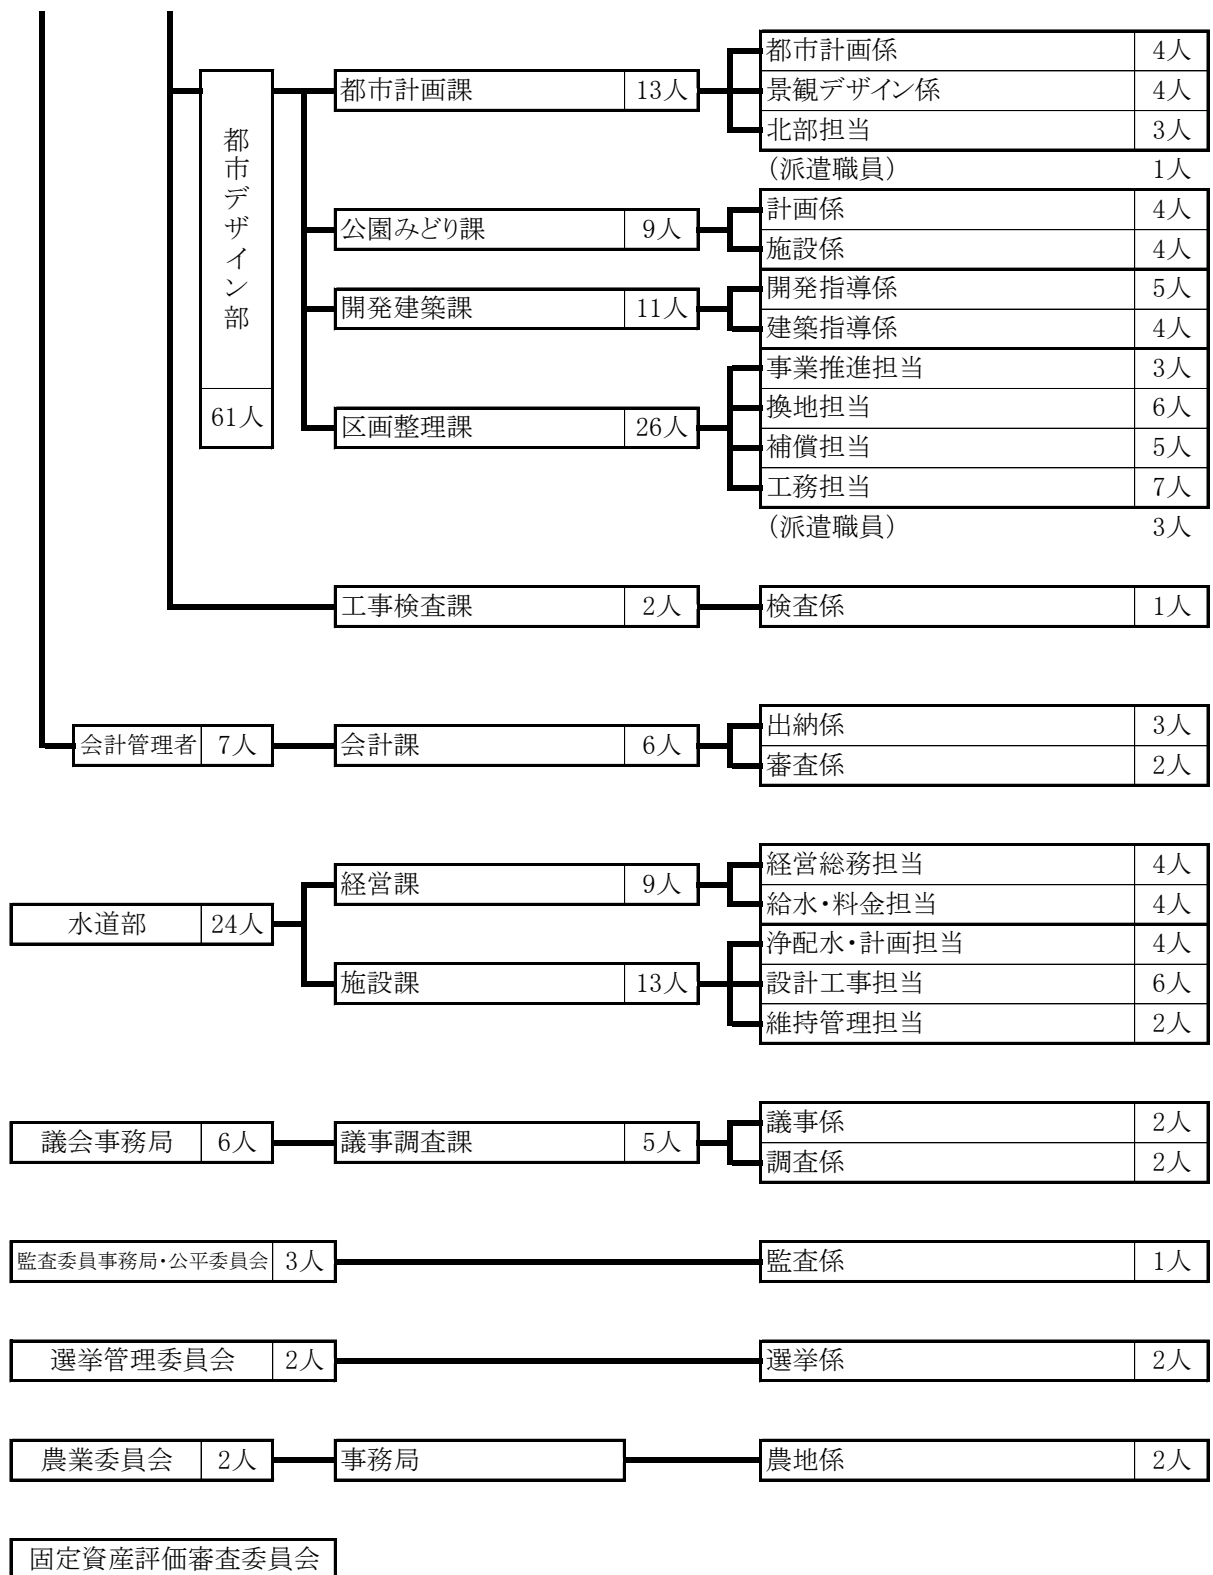 都市計画係 4人
都市計画課 13人 景観デザイン係 4人
北部担当 3人
(派遣職員) 1人
都市デザイン部
61人
計画係 4人
公園みどり課 9人
施設係 4人
開発指導係 5人
開発建築課 11人
建築指導係 4人
事業推進担当 3人
換地担当 6人
区画整理課 26人
補償担当 5人
工務担当 7人
(派遣職員) 3人
工事検査課 2人 検査係 1人
出納係 3人
会計管理者 7人 会計課 6人
審査係 2人
経営総務担当 4人
経営課 9人
給水・料金担当 4人
水道部 24人
浄配水・計画担当 4人
施設課 13人 設計工事担当 6人
維持管理担当 2人
議事係 2人
議会事務局 6人 議事調査課 5人
調査係 2人
監査委員事務局・公平委員会 3人 監査係 1人
選挙管理委員会 2人 選挙係 2人
農業委員会 2人 事務局 農地係 2人
固定資産評価審査委員会